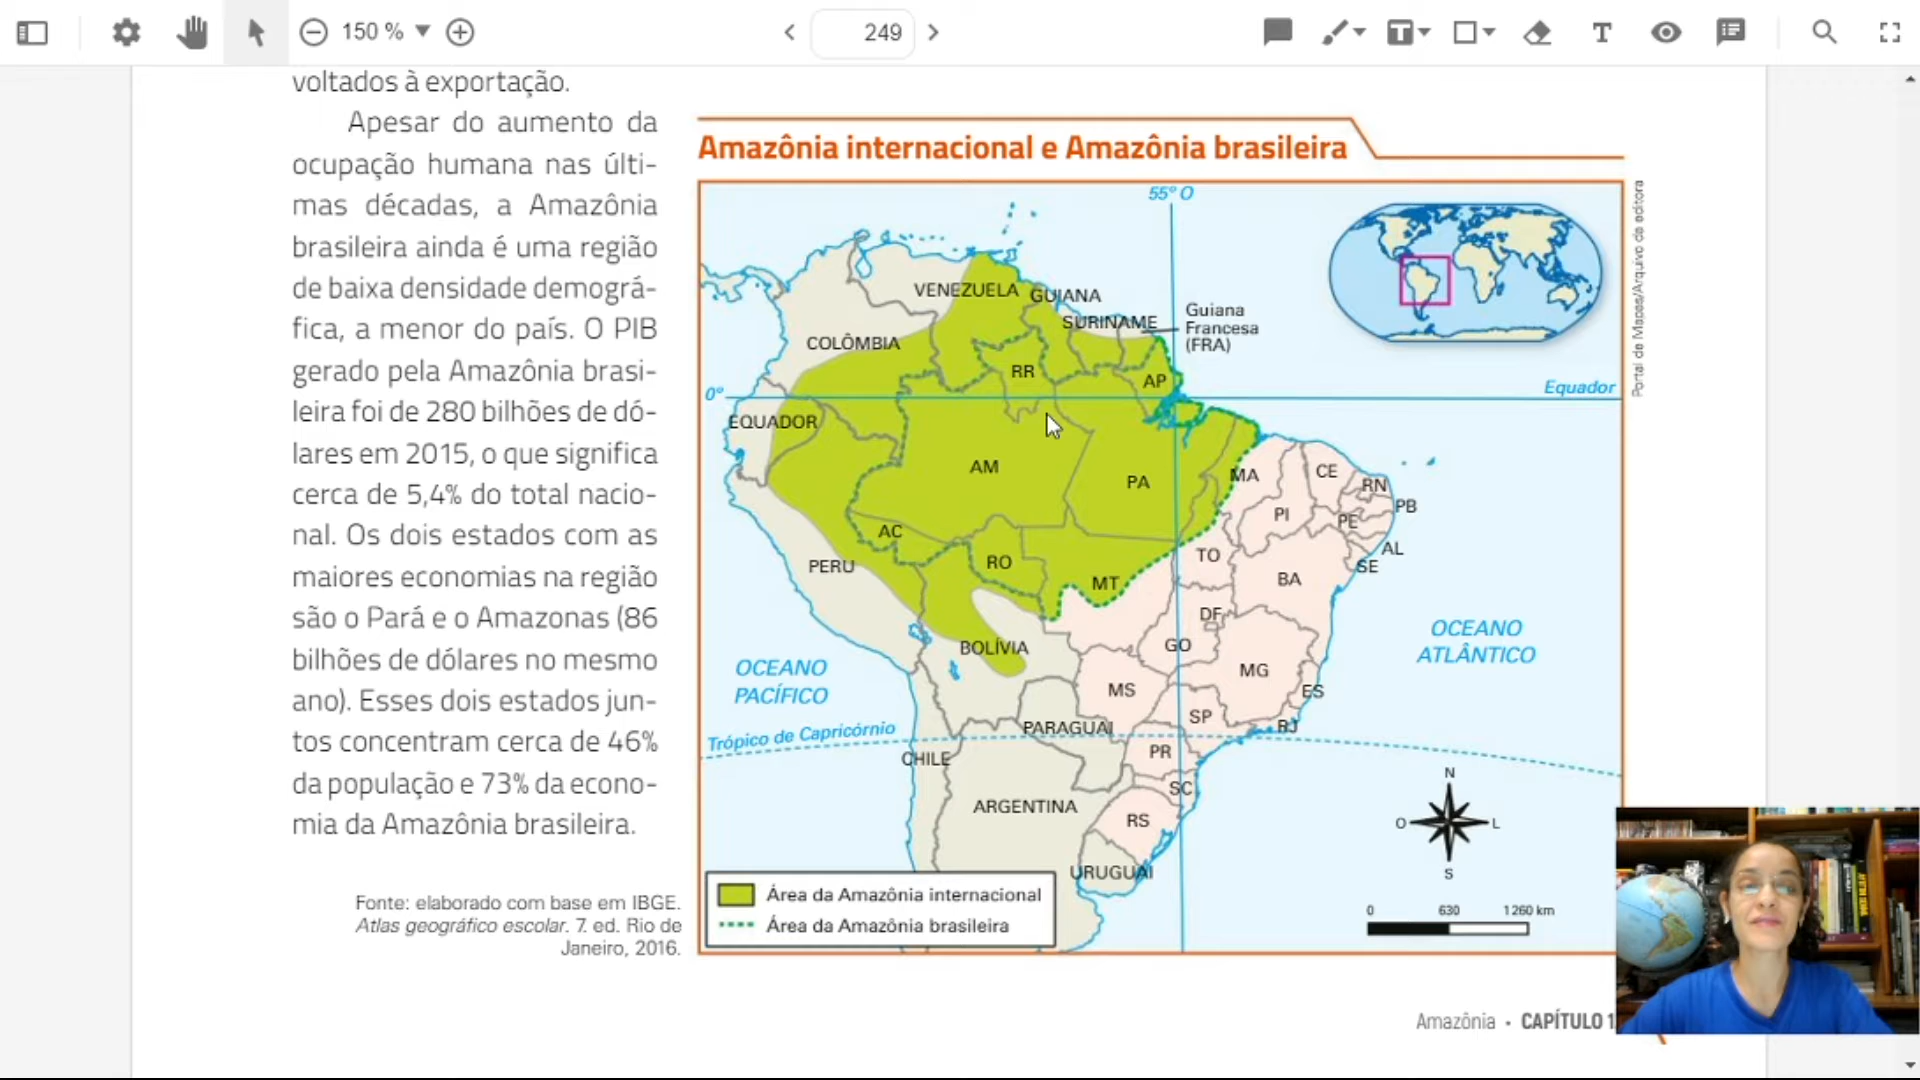 150 %
249
voltados à exportação.
Apesar do aumento da
ocupação humana nas últi-
mas décadas, a Amazônia
brasileira ainda é uma região
de baixa densidade demográ-
fica, a menor do país. O PIB
gerado pela Amazônia brasi-
leira foi de 280 bilhões de dó-
lares em 2015, o que significa
cerca de 5,4% do total nacio-
nal. Os dois estados com as
maiores economias na região
são o Pará e o Amazonas (86
bilhões de dólares no mesmo
ano). Esses dois estados jun-
tos concentram cerca de 46%
da população e 73% da econo-
mia da Amazônia brasileira.
Fonte: elaborado com base em IBGE.
Atlas geográfico escolar. 7. ed. Rio de
Janeiro, 2016.
Amazônia internacional e Amazônia brasileira
Portal de Mapas/Arquivo da editora
55° O
VENEZUELA
GUIANA
SURINAME
Guiana
Francesa
(FRA)
COLÔMBIA
RR
AP
0°
Equador
EQUADOR
AM
PA
MA
CE
RN
PB
PI
PE
AL
SE
AC
RO
TO
BA
PERU
MT
DF
BOLÍVIA
GO
OCEANO
ATLÂNTICO
OCEANO
PACÍFICO
MG
MS
ES
SP
RJ
PARAGUAI
Trópico de Capricórnio
PR
CHILE
SC
ARGENTINA
RS
URUGUAI
N
O
L
S
0 630 1 260 km
Área da Amazônia internacional
Área da Amazônia brasileira
Amazônia • CAPÍTULO 1